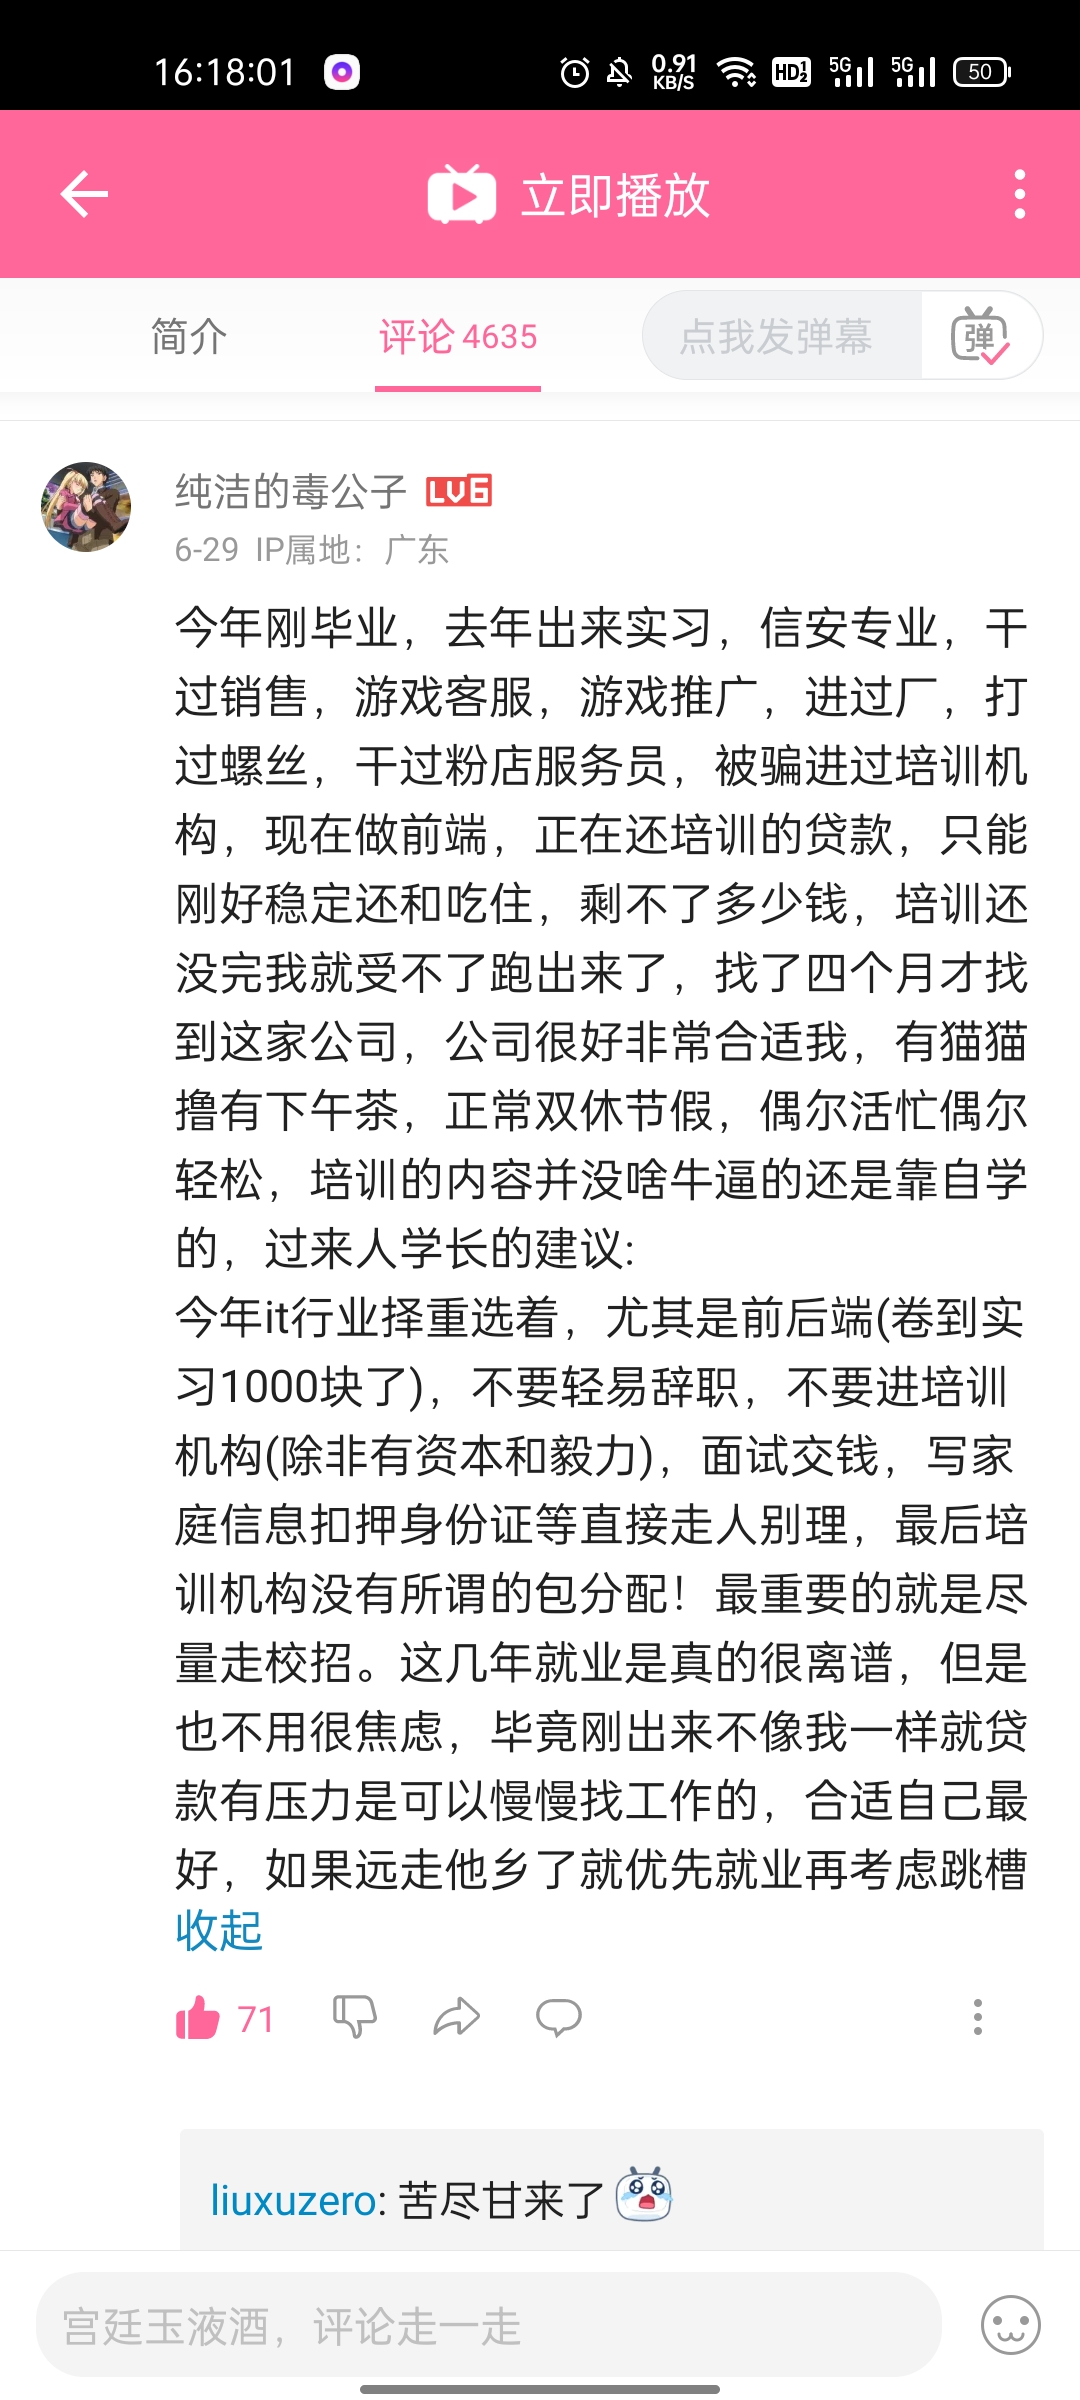 16:18:01 0.91 KB/S HD 1 2 5G 5G 50
立即播放
简介 评论 4635 点我发弹幕 弹
纯洁的毒公子 LV6
6-29 IP属地：广东
今年刚毕业，去年出来实习，信安专业，干
过销售，游戏客服，游戏推广，进过厂，打
过螺丝，干过粉店服务员，被骗进过培训机
构，现在做前端，正在还培训的贷款，只能
刚好稳定还和吃住，剩不了多少钱，培训还
没完我就受不了跑出来了，找了四个月才找
到这家公司，公司很好非常合适我，有猫猫
撸有下午茶，正常双休节假，偶尔活忙偶尔
轻松，培训的内容并没啥牛逼的还是靠自学
的，过来人学长的建议:
今年it行业择重选着，尤其是前后端(卷到实
习1000块了)，不要轻易辞职，不要进培训
机构(除非有资本和毅力)，面试交钱，写家
庭信息扣押身份证等直接走人别理，最后培
训机构没有所谓的包分配！最重要的就是尽
量走校招。这几年就业是真的很离谱，但是
也不用很焦虑，毕竟刚出来不像我一样就贷
款有压力是可以慢慢找工作的，合适自己最
好，如果远走他乡了就优先就业再考虑跳槽
收起
71
liuxuzero: 苦尽甘来了
宫廷玉液酒，评论走一走